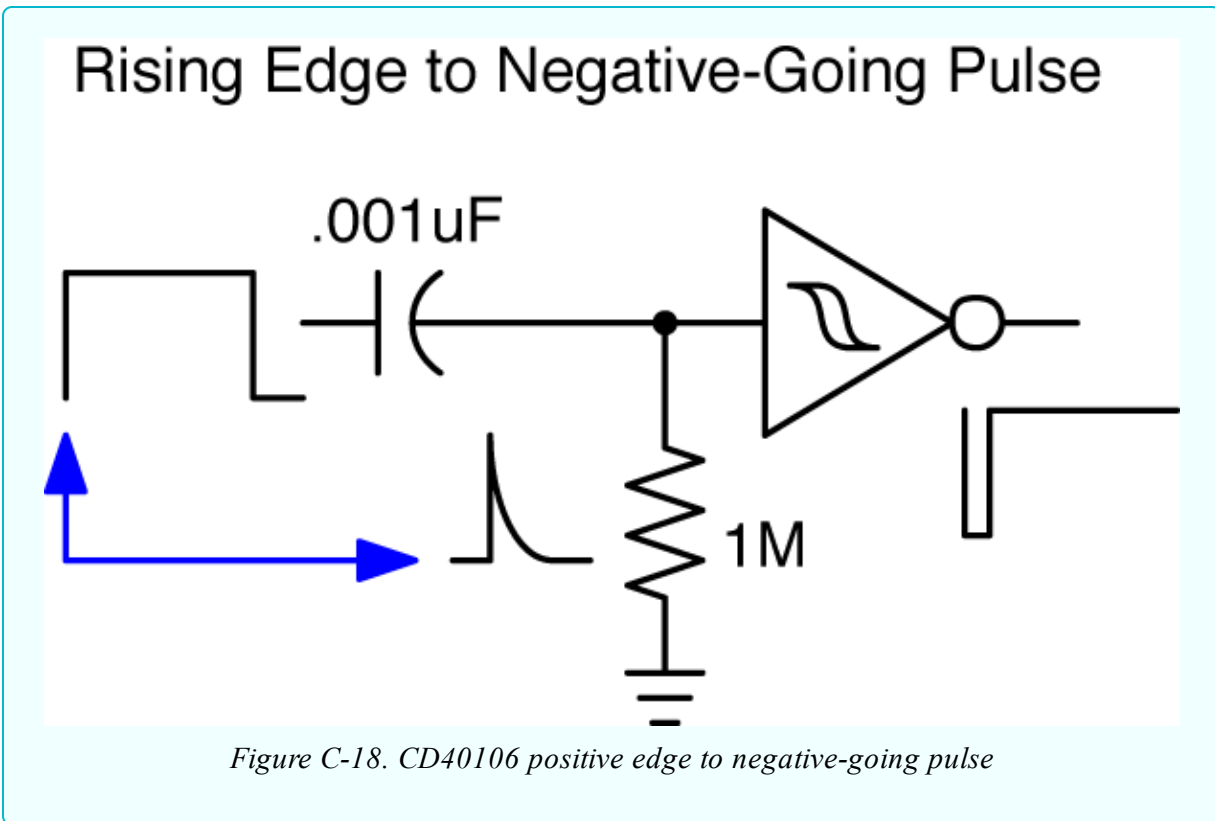 Rising Edge to Negative-Going Pulse
.001uF
1M
Figure C-18. CD40106 positive edge to negative-going pulse